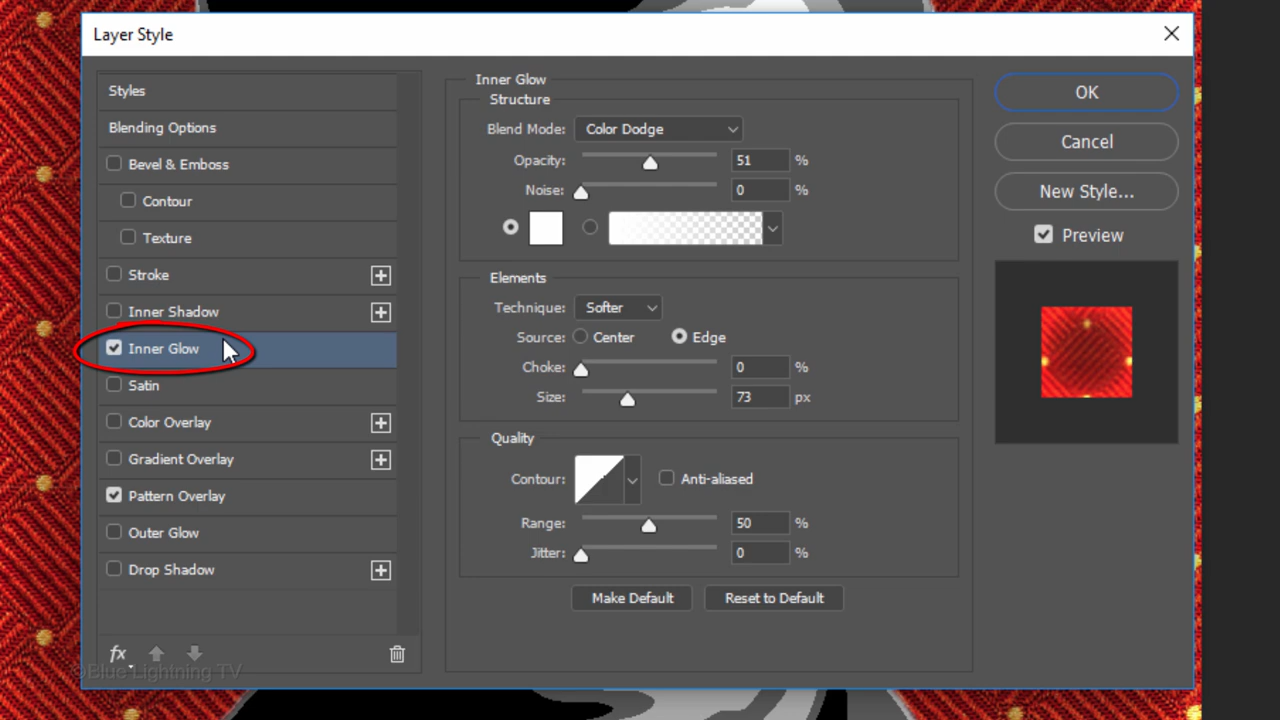 Layer Style
Styles
Blending Options
Bevel & Emboss
Contour
Texture
Stroke
Inner Shadow
Inner Glow
Satin
Color Overlay
Gradient Overlay
Pattern Overlay
Outer Glow
Drop Shadow
fx
©Blue Lightning TV
Inner Glow
Structure
Blend Mode: Color Dodge
Opacity: 51 %
Noise: 0 %
Elements
Technique: Softer
Source: Center Edge
Choke: 0 %
Size: 73 px
Quality
Contour: Anti-aliased
Range: 50 %
Jitter: 0 %
Make Default Reset to Default
OK
Cancel
New Style...
Preview